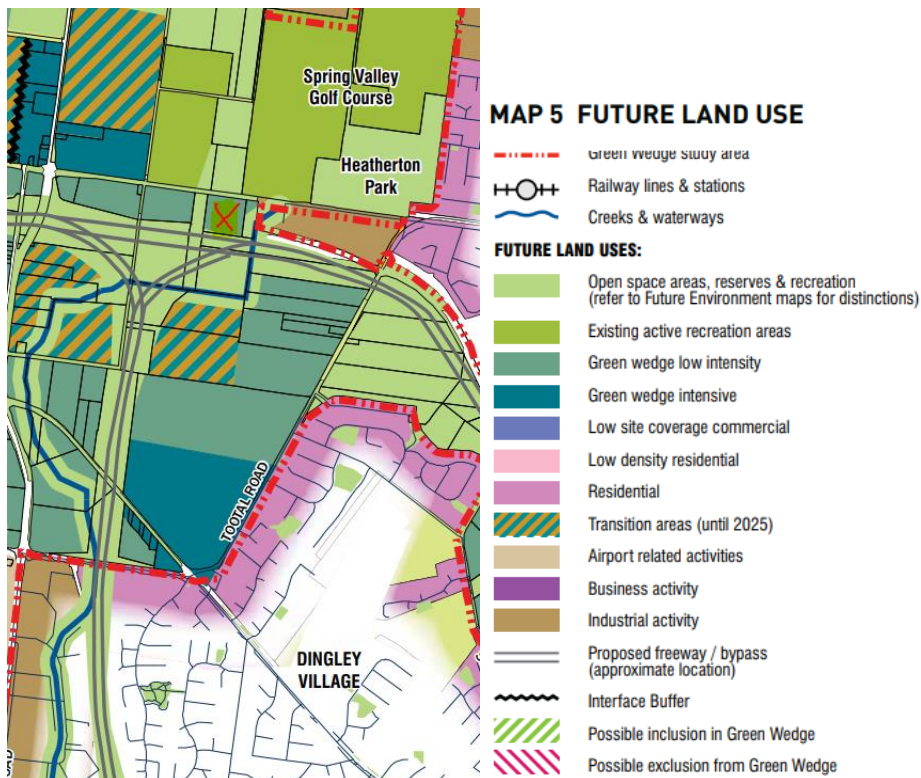 Spring Valley
Golf Course
Heatherton
Park
TOOTAL ROAD
DINGLEY
VILLAGE
OAD
MAP 5 FUTURE LAND USE
Green Wedge study area
Railway lines & stations
Creeks & waterways
FUTURE LAND USES:
Open space areas, reserves & recreation
(refer to Future Environment maps for distinctions)
Existing active recreation areas
Green wedge low intensity
Green wedge intensive
Low site coverage commercial
Low density residential
Residential
Transition areas (until 2025)
Airport related activities
Business activity
Industrial activity
Proposed freeway / bypass
(approximate location)
Interface Buffer
Possible inclusion in Green Wedge
Possible exclusion from Green Wedge